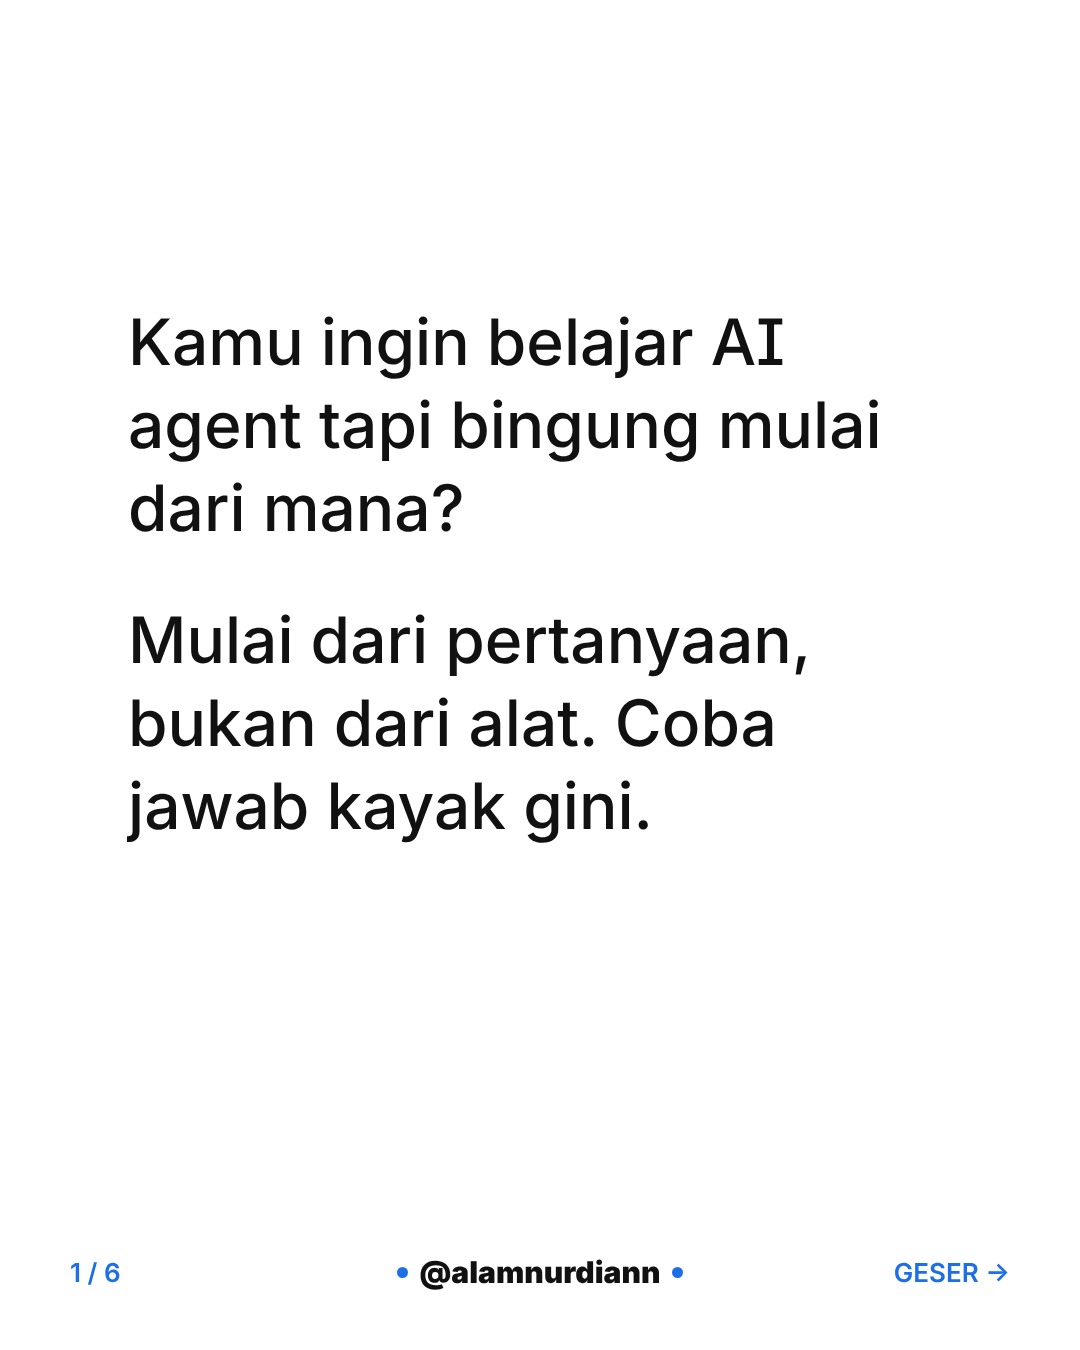 Kamu ingin belajar AI
agent tapi bingung mulai
dari mana?
Mulai dari pertanyaan,
bukan dari alat. Coba
jawab kayak gini.
1 / 6
• @alamnurdiann •
GESER →